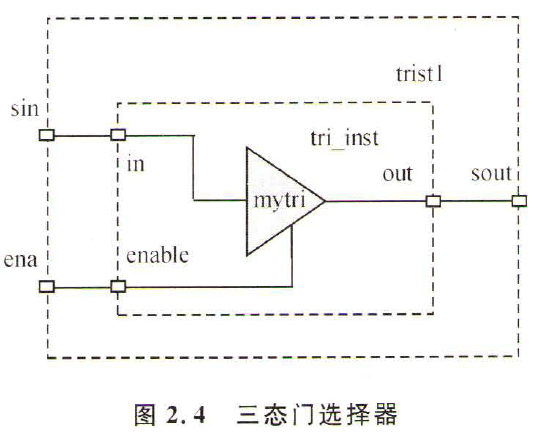 trist1
sin
tri_inst
in
out
sout
mytri
ena
enable
图 2.4 三态门选择器